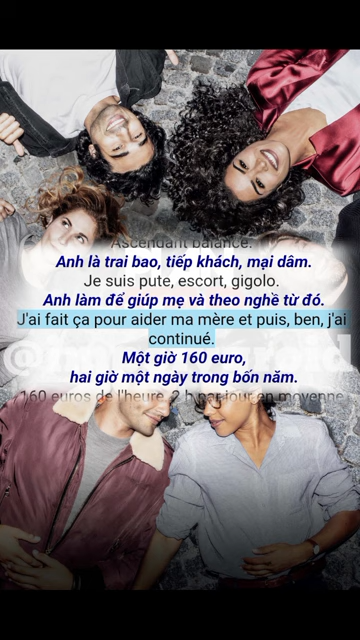 Ascendant balance.
Anh là trai bao, tiếp khách, mại dâm.
Je suis pute, escort, gigolo.
Anh làm để giúp mẹ và theo nghề từ đó.
J'ai fait ça pour aider ma mère et puis, ben, j'ai
continué.
Một giờ 160 euro,
hai giờ một ngày trong bốn năm.
160 euros de l'heure, 2 h par jour en moyenne